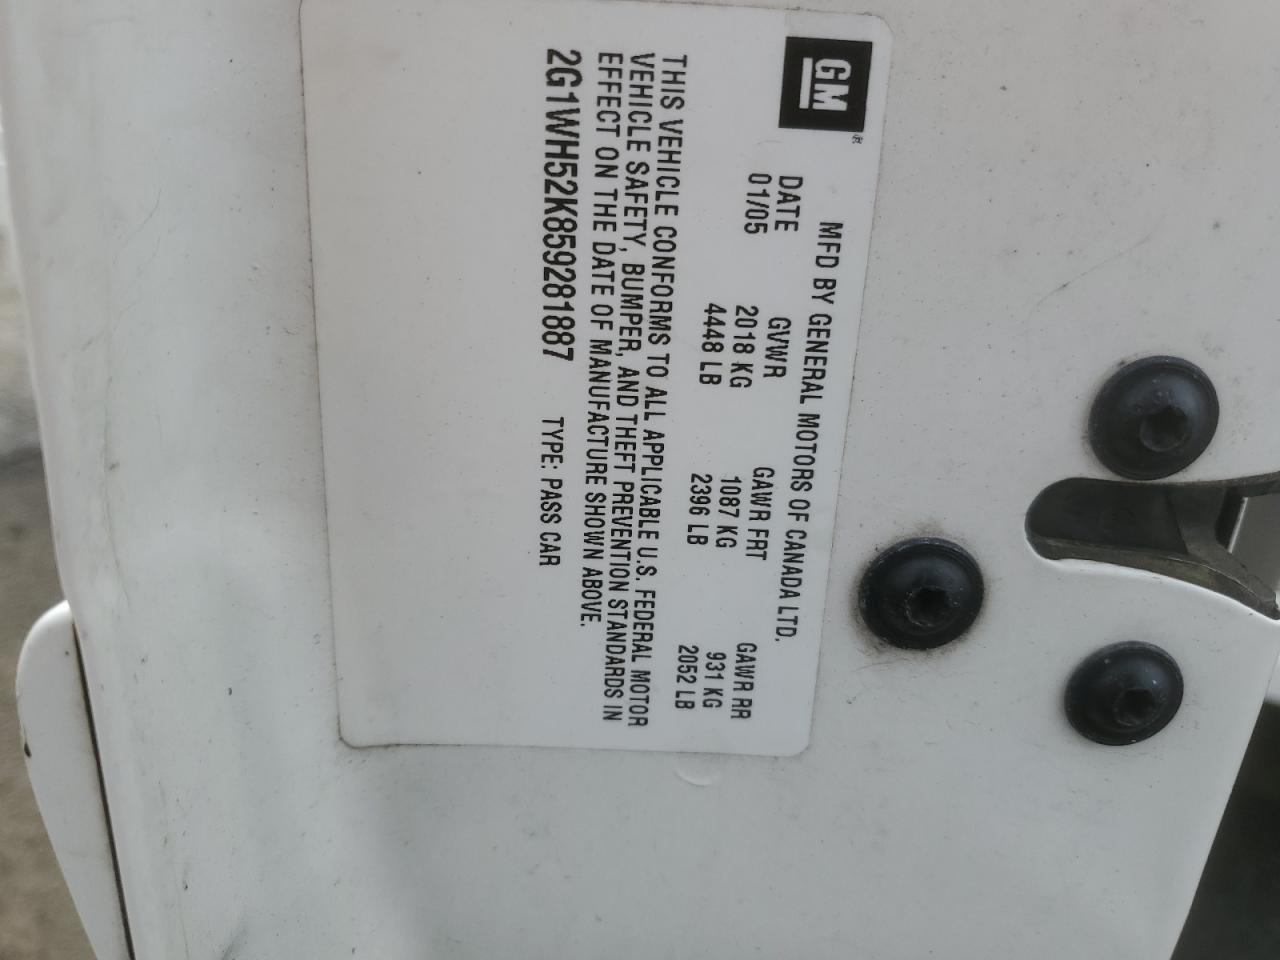 GM
MFD BY GENERAL MOTORS OF CANADA LTD.
DATE GVWR GAWR FRT GAWR RR
01/05 2018 KG 1087 KG 931 KG
4448 LB 2396 LB 2052 LB
THIS VEHICLE CONFORMS TO ALL APPLICABLE U.S. FEDERAL MOTOR
VEHICLE SAFETY, BUMPER, AND THEFT PREVENTION STANDARDS IN
EFFECT ON THE DATE OF MANUFACTURE SHOWN ABOVE.
2G1WH52K859281887 TYPE: PASS CAR